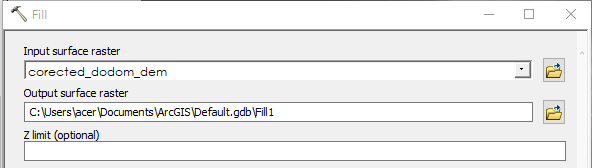 Fill
Input surface raster
corected_dodom_dem
Output surface raster
C:\Users\acer\Documents\ArcGIS\Default.gdb\Fill1
Z limit (optional)